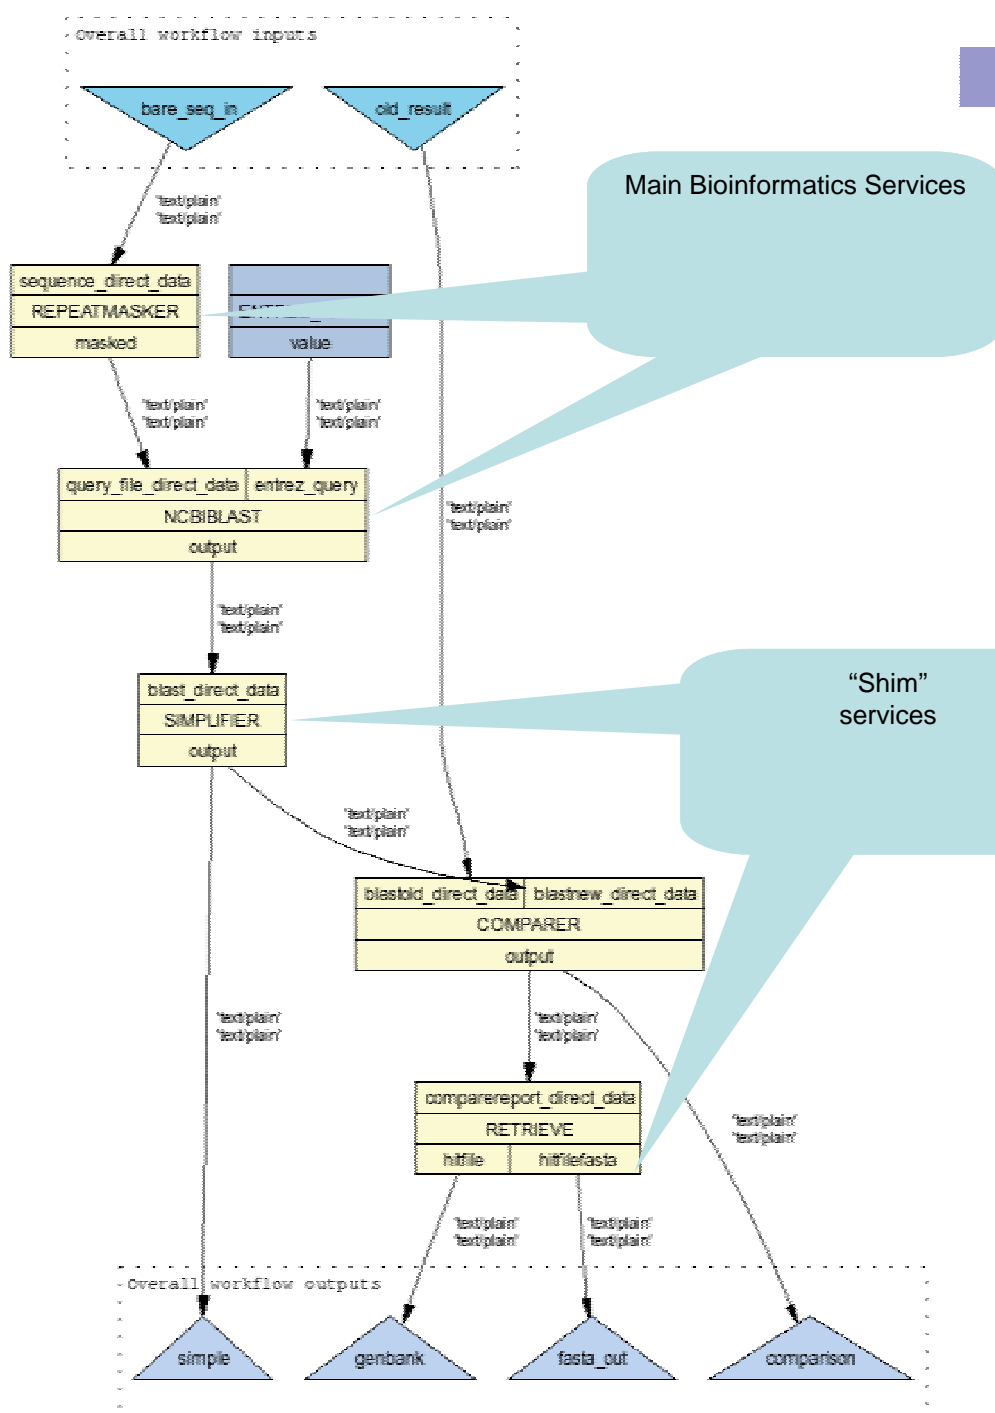 Overall workflow inputs
bare_seq_in
old_result
Main Bioinformatics Services
"text/plain"
"text/plain"
sequence_direct_data
REPEATMASKER
masked
value
"text/plain"
"text/plain"
"text/plain"
"text/plain"
query_file_direct_data
entrez_query
NCBIBLAST
output
"text/plain"
"text/plain"
"text/plain"
"text/plain"
blast_direct_data
SIMPLIFIER
output
“Shim”
services
"text/plain"
"text/plain"
blastold_direct_data
blastnew_direct_data
COMPARER
output
"text/plain"
"text/plain"
"text/plain"
"text/plain"
comparereport_direct_data
RETRIEVE
hitfile
hitfilefasta
"text/plain"
"text/plain"
"text/plain"
"text/plain"
"text/plain"
"text/plain"
Overall workflow outputs
simple
genbank
fasta_out
comparison